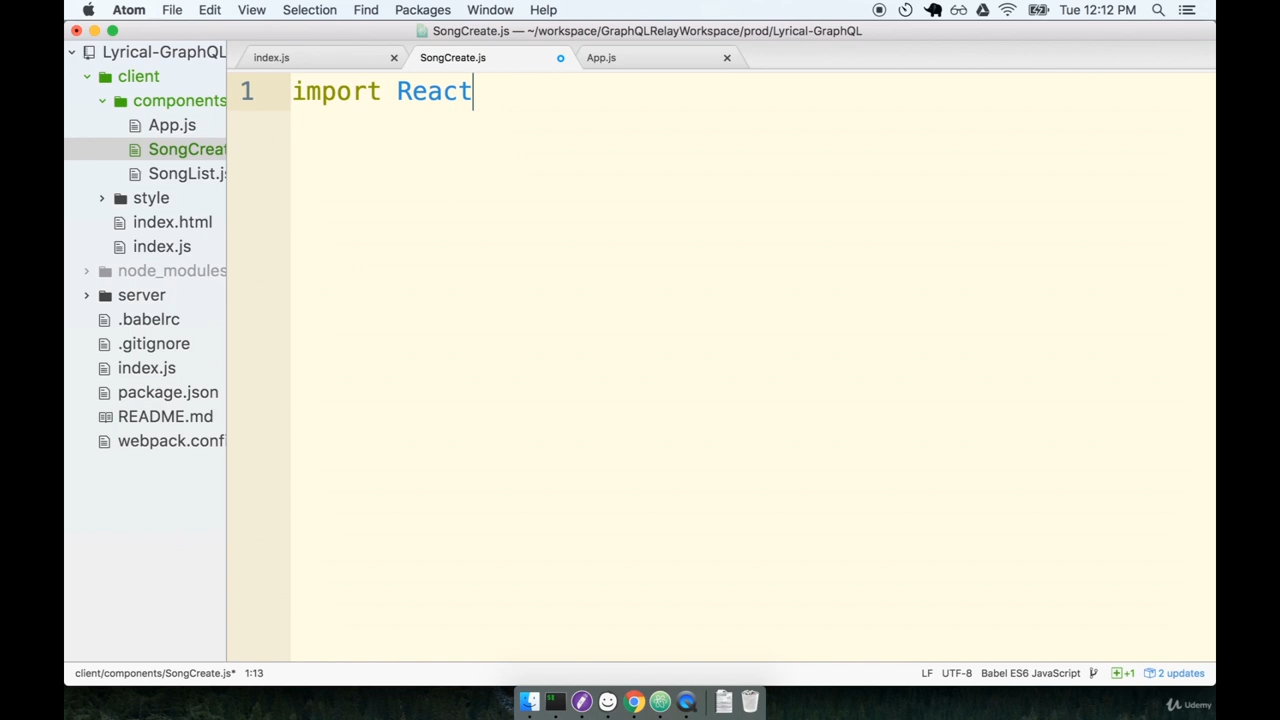 Atom File Edit View Selection Find Packages Window Help Tue 12:12 PM
SongCreate.js — ~/workspace/GraphQLRelayWorkspace/prod/Lyrical-GraphQL
Lyrical-GraphQL
index.js
SongCreate.js
App.js
client
components
App.js
SongCreat
SongList.js
style
index.html
index.js
node_modules
server
.babelrc
.gitignore
index.js
package.json
README.md
webpack.confi
1 import React
client/components/SongCreate.js* 1:13 LF UTF-8 Babel ES6 JavaScript +1 2 updates
Udemy